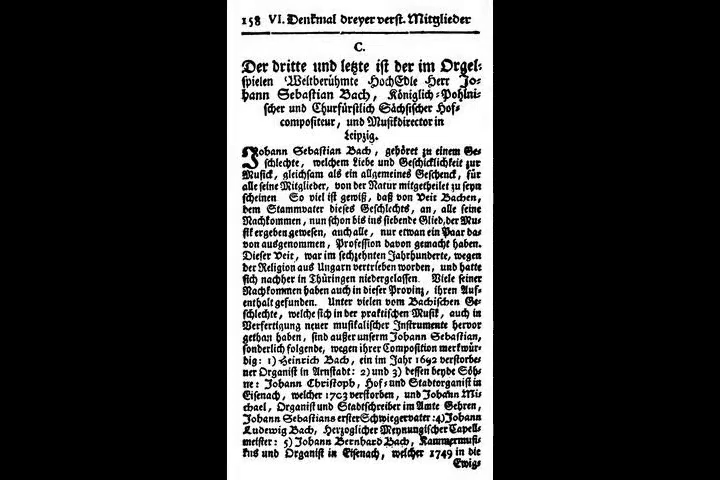 158 VI. Denkmal dreyer verst. Mitglieder
C.
Der dritte und letzte ist der im Orgel-
spielen Weltberühmte HochEdle Herr Jo-
hann Sebastian Bach, Königlich-Pohlni-
scher und Churfürstlich Sächsischer Hof-
compositeur, und Musikdirector in
Leipzig.
Johann Sebastian Bach, gehöret zu einem Ge-
schlechte, welchem Liebe und Geschicklichkeit zur
Musick, gleichsam als ein allgemeines Geschenck, für
alle seine Mitglieder, von der Natur mitgetheilet zu seyn
scheinen So viel ist gewiß, daß von Veit Bachen,
dem Stammvater dieses Geschlechts, an, alle seine
Nachkommen, nun schon bis ins siebende Glied, der Mu-
sik ergeben gewesen, auch alle, nur etwan ein Paar da-
von ausgenommen, Profession davon gemacht haben.
Dieser Veit, war im sechzehnten Jahrhunderte, wegen
der Religion aus Ungarn vertrieben worden, und hatte
sich nachher in Thüringen niedergelassen. Viele seiner
Nachkommen haben auch in dieser Provinz, ihren Auf-
enthalt gefunden. Unter vielen vom Bachischen Ge-
schlechte, welche sich in der praktischen Musik, auch in
Verfertigung neuer musikalischer Instrumente hervor
gethan haben, sind außer unserm Johann Sebastian,
sonderlich folgende, wegen ihrer Composition merkwür-
dig: 1) Heinrich Bach, ein im Jahr 1692 verstorbe-
ner Organist in Arnstadt: 2) und 3) dessen beyde Söh-
ne: Johann Christoph, Hof-und Stadtorganist in
Eisenach, welcher 1703 verstorben, und Johann Mi-
chael, Organist und Stadtschreiber im Amte Gehren,
Johann Sebastians erster Schwiegervater: 4) Johann
Ludewig Bach, Herzoglicher Meynungischer Capell-
meister: 5) Johann Bernhard Bach, Kammermusi-
kus und Organist in Eisenach, welcher 1749 in die
Ewig-